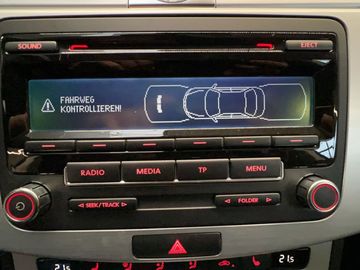 SOUND
EJECT
FAHRWEG
KONTROLLIEREN!
RADIO
MEDIA
TP
MENU
SEEK/TRACK
FOLDER